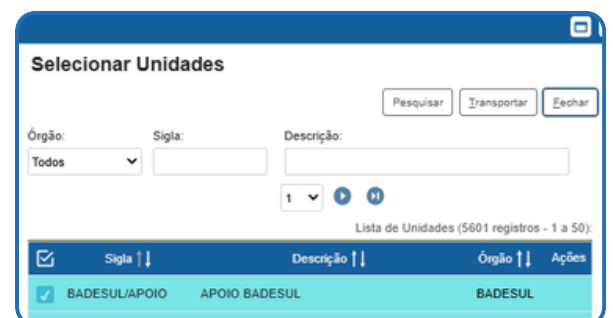 Selecionar Unidades
Pesquisar Transportar Fechar
Órgão: Sigla: Descrição:
Todos
1
Lista de Unidades (5601 registros - 1 a 50):
Sigla Descrição Órgão Ações
BADESUL/APOIO APOIO BADESUL BADESUL